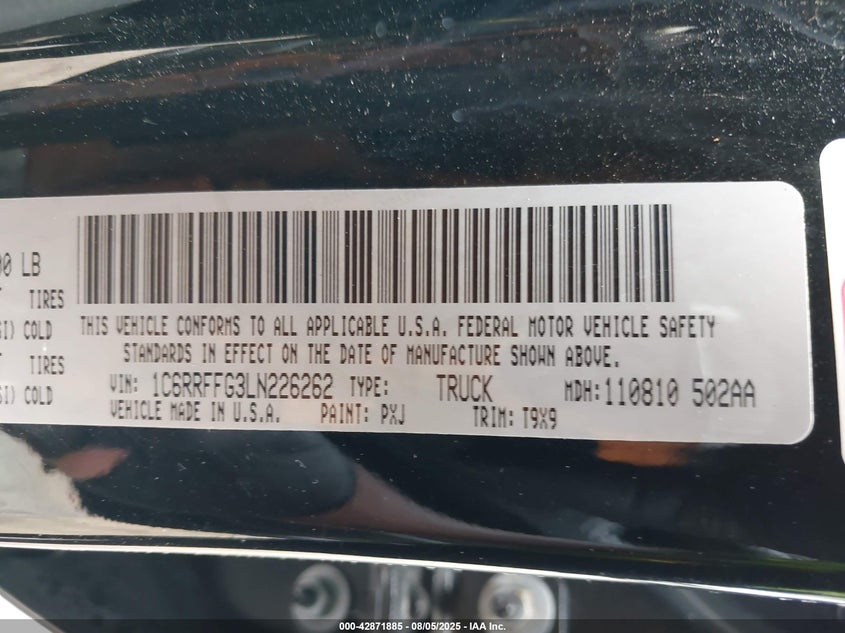 00 LB
TIRES
SI) COLD
TIRES
SI) COLD
THIS VEHICLE CONFORMS TO ALL APPLICABLE U.S.A. FEDERAL MOTOR VEHICLE SAFETY
STANDARDS IN EFFECT ON THE DATE OF MANUFACTURE SHOWN ABOVE.
VIN: 1C6RRFFG3LN226262 TYPE: TRUCK MDH:110810 502AA
VEHICLE MADE IN U.S.A. PAINT: PXJ TRIM: T9X9
000-42871885 - 08/05/2025 - IAA Inc.